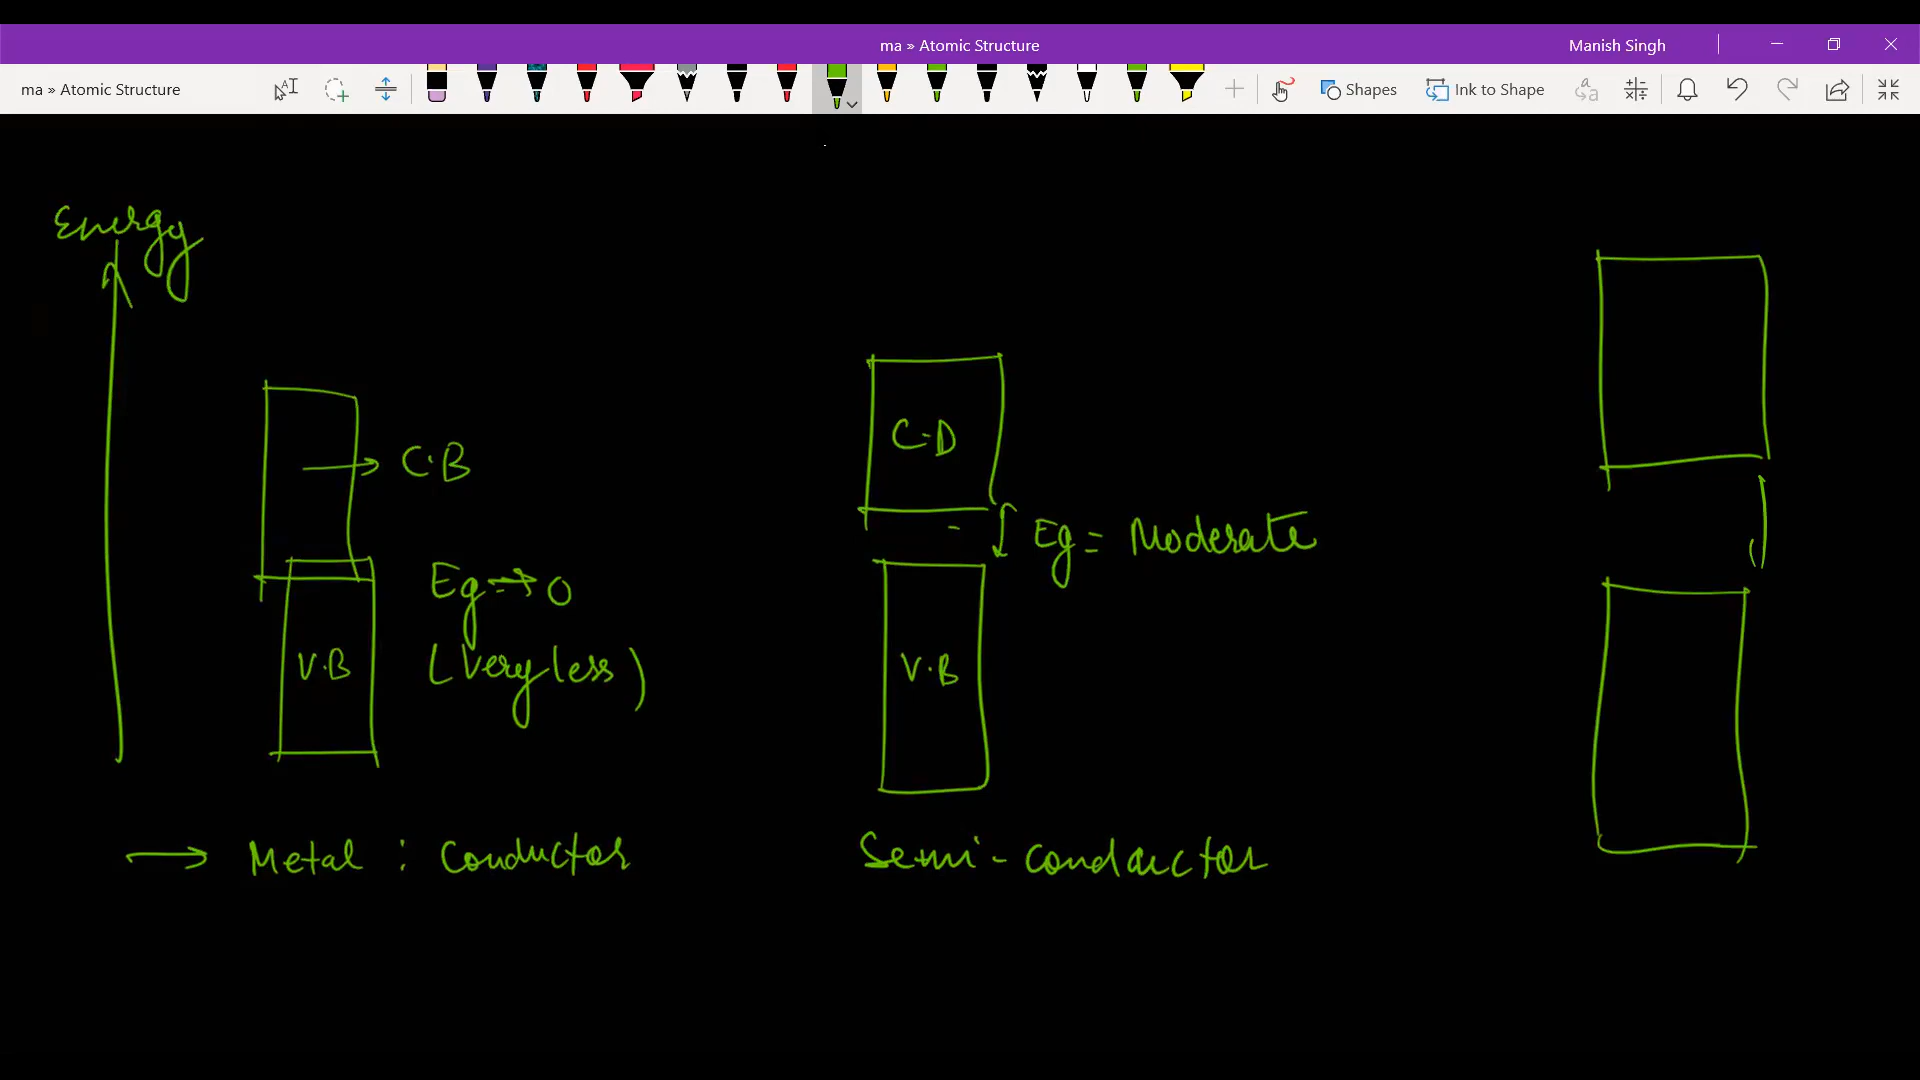 ma » Atomic Structure
Manish Singh
ma » Atomic Structure
Shapes
Ink to Shape
Energy
C.B
C-D
Eg = Moderate
Eg → 0
V.B
(Very less)
V.B
Metal : Conductor
Semi-conductor